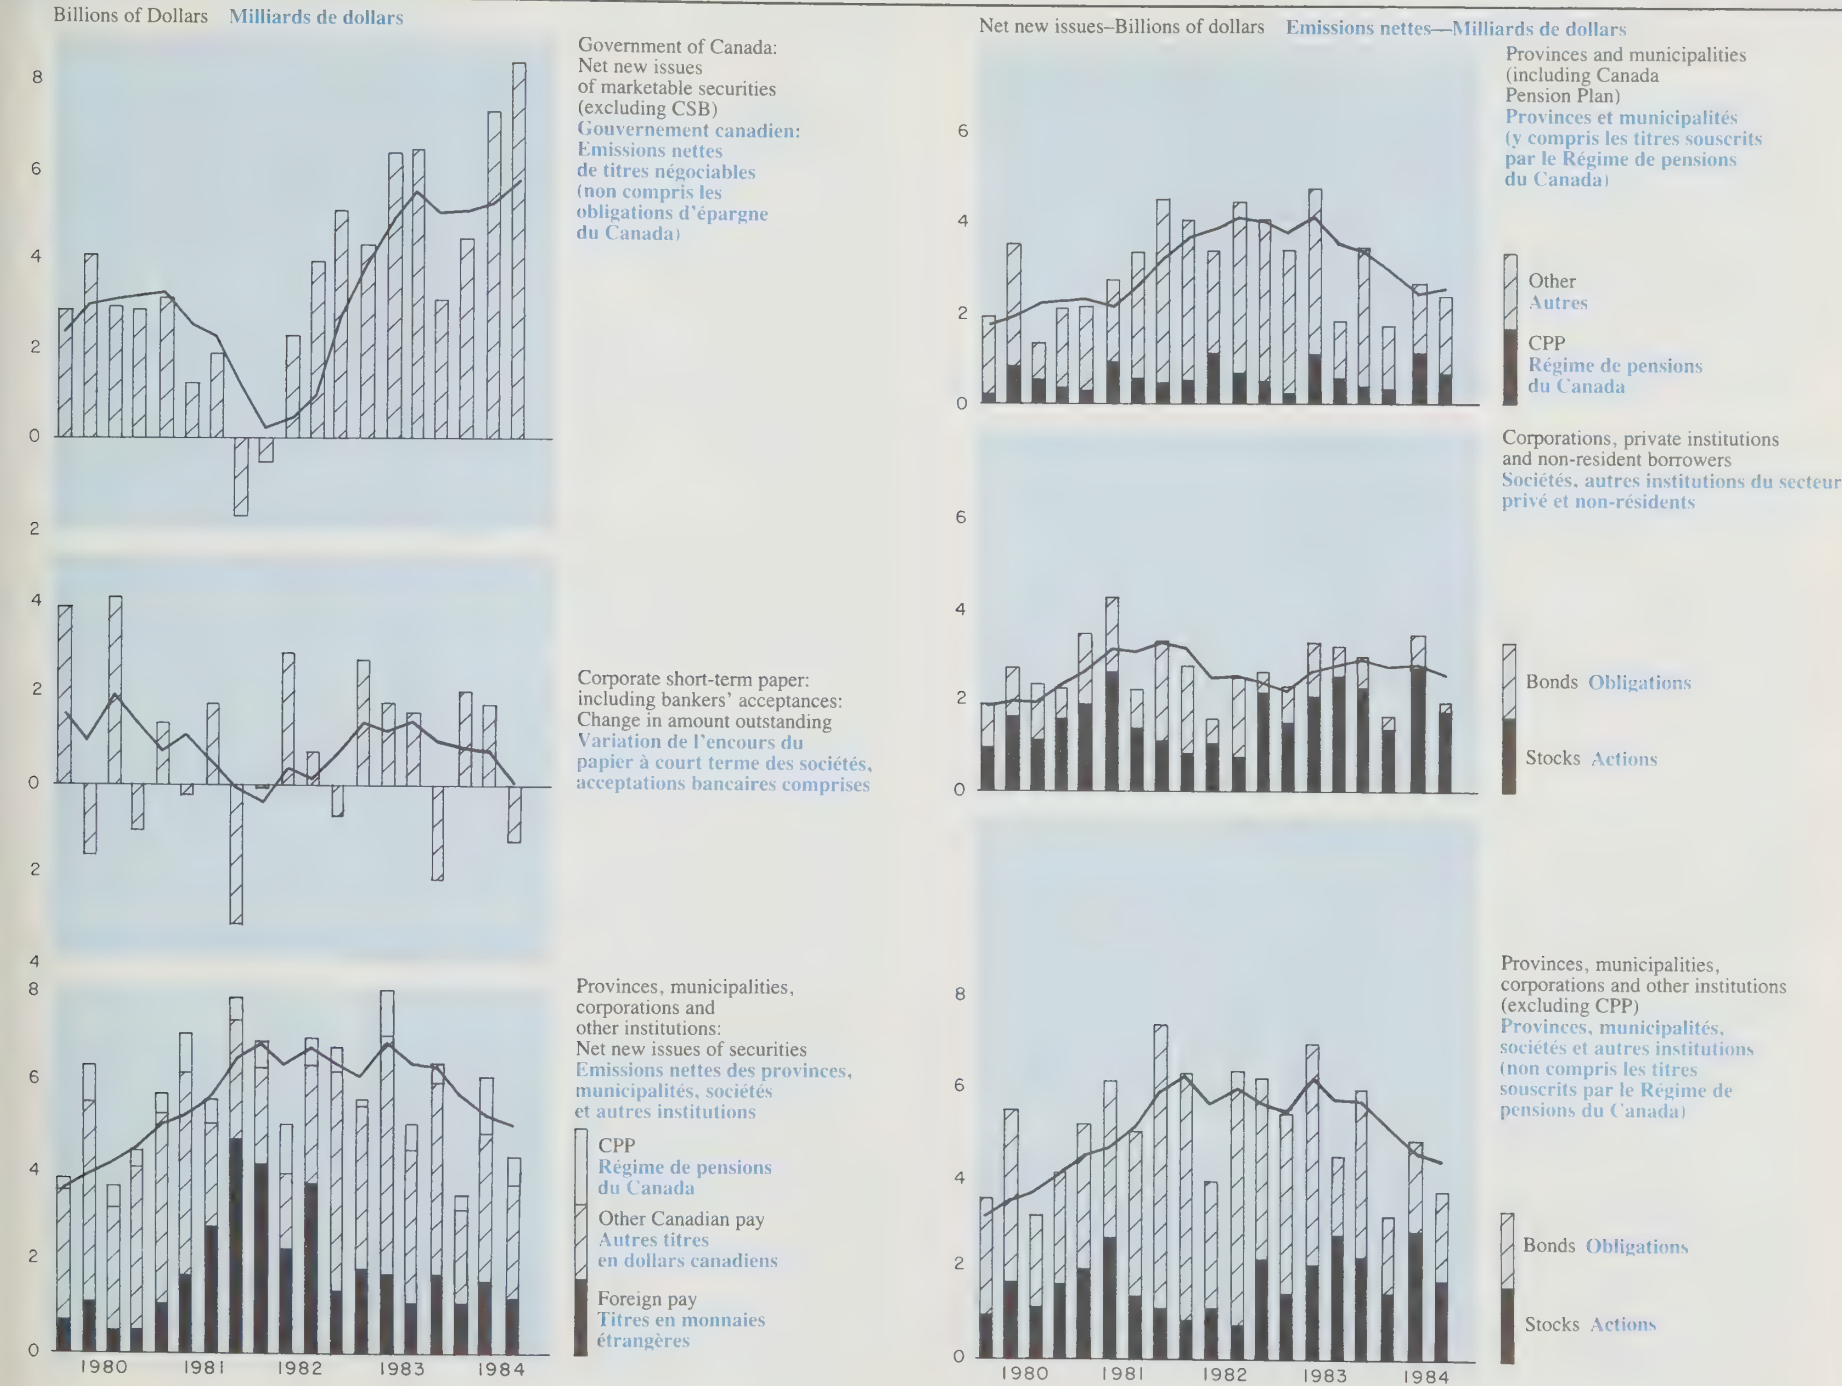 Billions of Dollars Milliards de dollars
8
6
4
2
0
2
Government of Canada:
Net new issues
of marketable securities
(excluding CSB)
Gouvernement canadien:
Emissions nettes
de titres négociables
(non compris les
obligations d'épargne
du Canada)
4
2
0
2
4
Corporate short-term paper:
including bankers' acceptances:
Change in amount outstanding
Variation de l'encours du
papier à court terme des sociétés,
acceptations bancaires comprises
8
6
4
2
0
1980 1981 1982 1983 1984
Provinces, municipalities,
corporations and
other institutions:
Net new issues of securities
Emissions nettes des provinces,
municipalités, sociétés
et autres institutions
CPP
Régime de pensions
du Canada
Other Canadian pay
Autres titres
en dollars canadiens
Foreign pay
Titres en monnaies
étrangères
Net new issues–Billions of dollars Emissions nettes—Milliards de dollars
6
4
2
0
Provinces and municipalities
(including Canada
Pension Plan)
Provinces et municipalités
(y compris les titres souscrits
par le Régime de pensions
du Canada)
Other
Autres
CPP
Régime de pensions
du Canada
6
4
2
0
Corporations, private institutions
and non-resident borrowers
Sociétés, autres institutions du secteur
privé et non-résidents
Bonds Obligations
Stocks Actions
8
6
4
2
0
1980 1981 1982 1983 1984
Provinces, municipalities,
corporations and other institutions
(excluding CPP)
Provinces, municipalités,
sociétés et autres institutions
(non compris les titres
souscrits par le Régime de
pensions du Canada)
Bonds Obligations
Stocks Actions